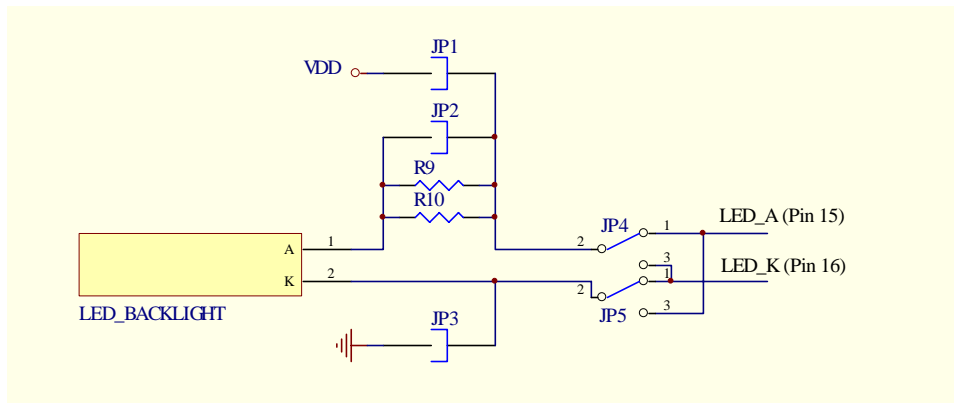 JP1
VDD
JP2
R9
R10
LED_A (Pin 15)
JP4
1
2
A
1
3
LED_K (Pin 16)
K
2
1
2
LED_BACKLIGHT
JP3
JP5
3